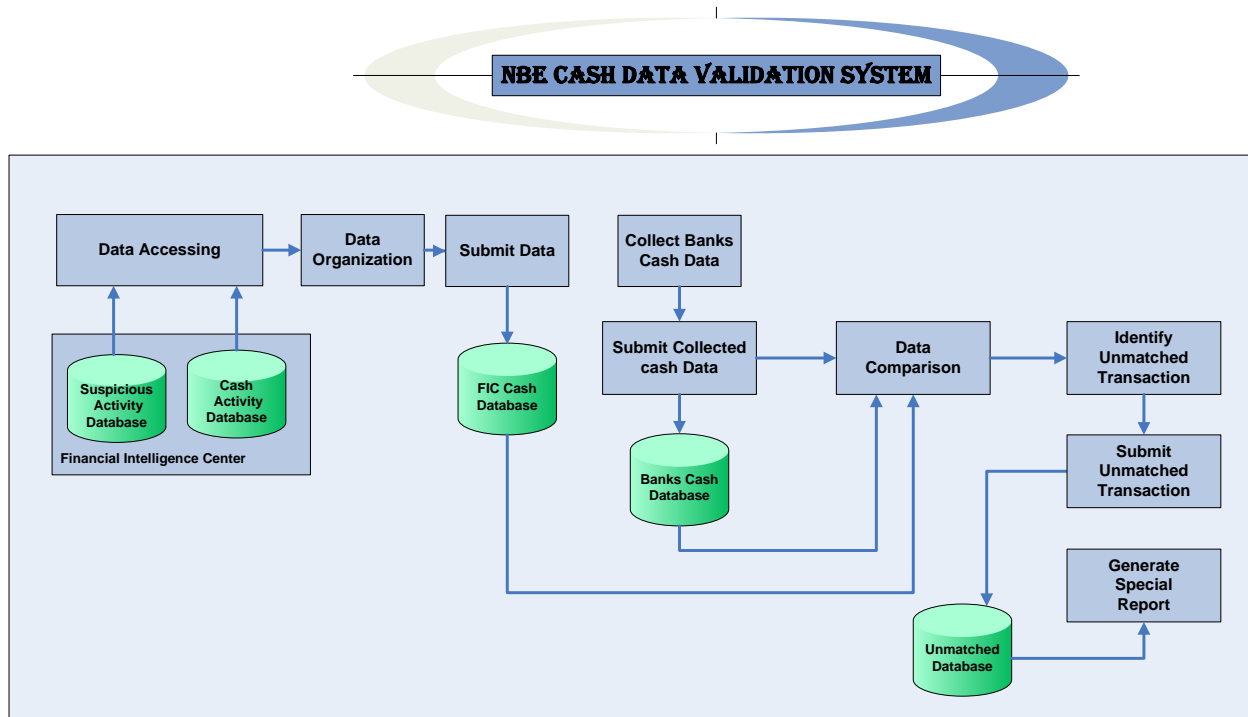 NBE CASH DATA VALIDATION SYSTEM
Data Accessing
Data
Organization
Submit Data
Collect Banks
Cash Data
Suspicious
Activity
Database
Cash
Activity
Database
Financial Intelligence Center
FIC Cash
Database
Submit Collected
cash Data
Data
Comparison
Identify
Unmatched
Transaction
Banks Cash
Database
Submit
Unmatched
Transaction
Generate
Special
Report
Unmatched
Database